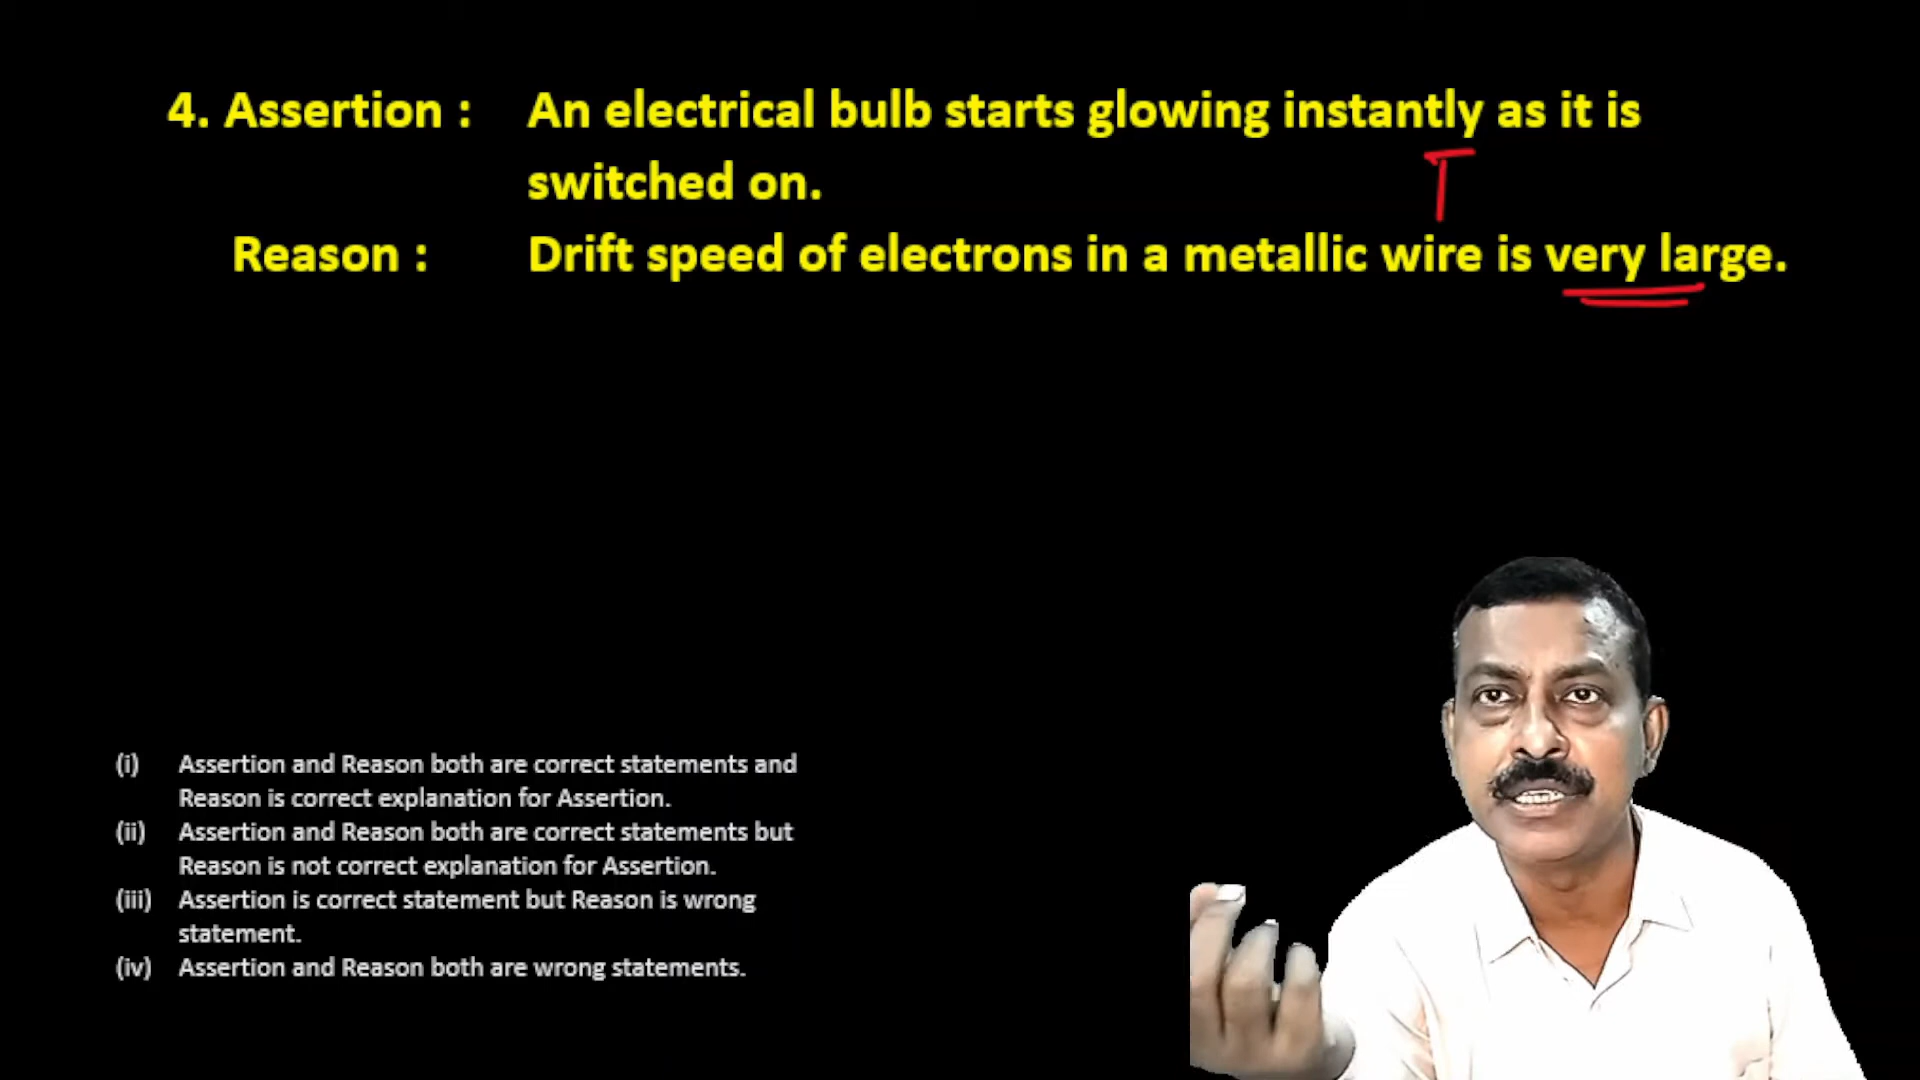 4. Assertion : An electrical bulb starts glowing instantly as it is
switched on.
Reason : Drift speed of electrons in a metallic wire is very large.
(i) Assertion and Reason both are correct statements and
Reason is correct explanation for Assertion.
(ii) Assertion and Reason both are correct statements but
Reason is not correct explanation for Assertion.
(iii) Assertion is correct statement but Reason is wrong
statement.
(iv) Assertion and Reason both are wrong statements.